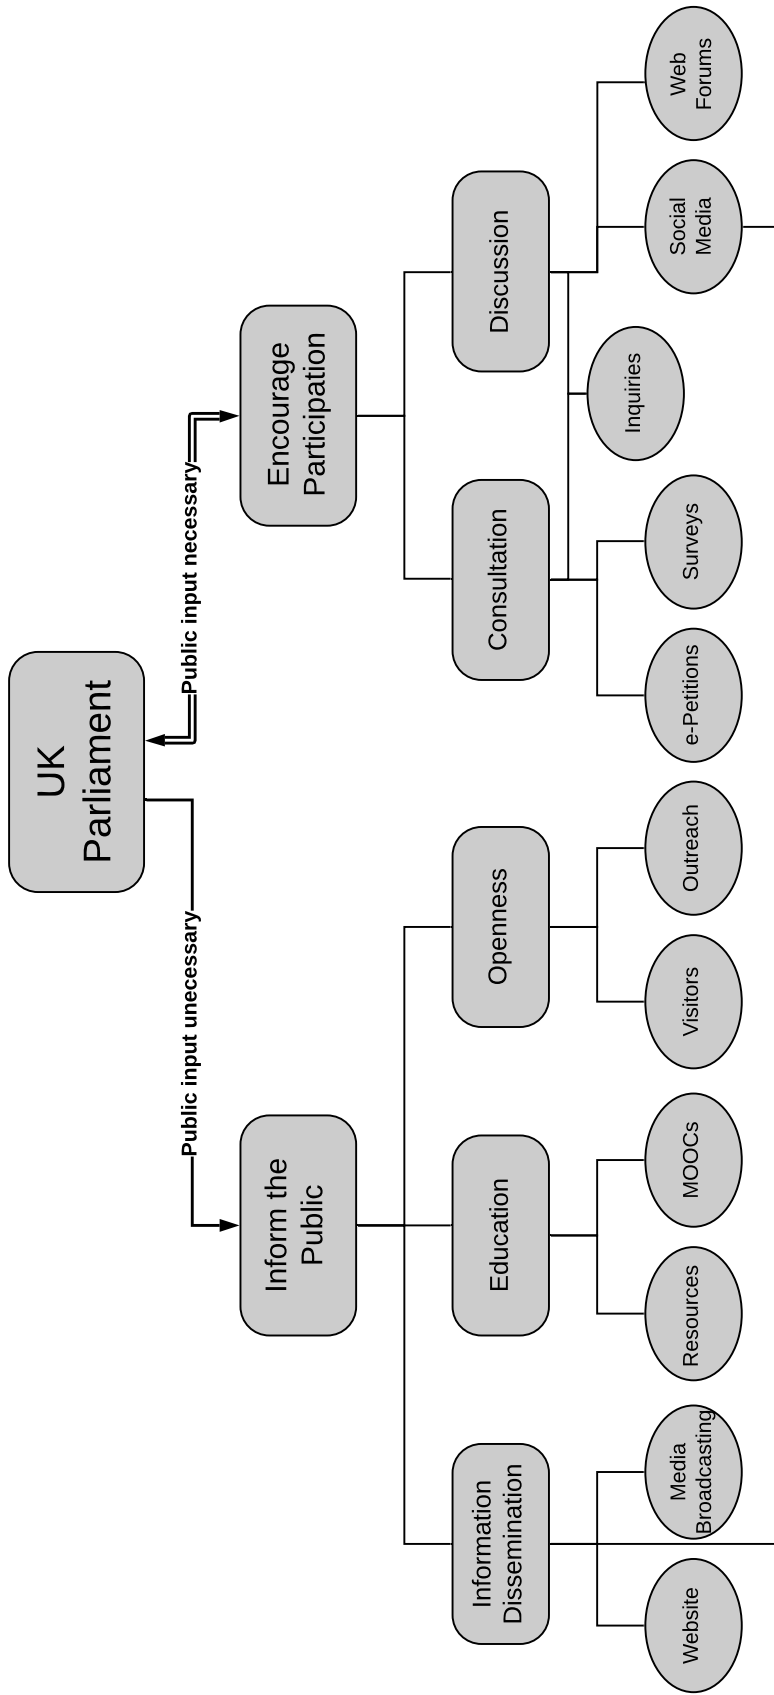 UK
Parliament
Public input unecessary
Public input necessary
Inform the
Public
Encourage
Participation
Information
Dissemination
Education
Openness
Consultation
Discussion
Website
Media
Broadcasting
Resources
MOOCs
Visitors
Outreach
e-Petitions
Surveys
Inquiries
Social
Media
Web
Forums